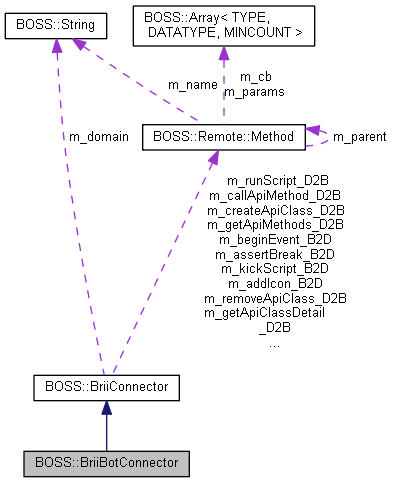 BOSS::String
BOSS::Array< TYPE,
DATATYPE, MINCOUNT >
m_name
m_cb
m_params
m_domain
BOSS::Remote::Method
m_parent
m_runScript_D2B
m_callApiMethod_D2B
m_createApiClass_D2B
m_getApiMethods_D2B
m_beginEvent_B2D
m_assertBreak_B2D
m_kickScript_B2D
m_addIcon_B2D
m_removeApiClass_D2B
m_getApiClassDetail
_D2B
...
BOSS::BriiConnector
BOSS::BriiBotConnector